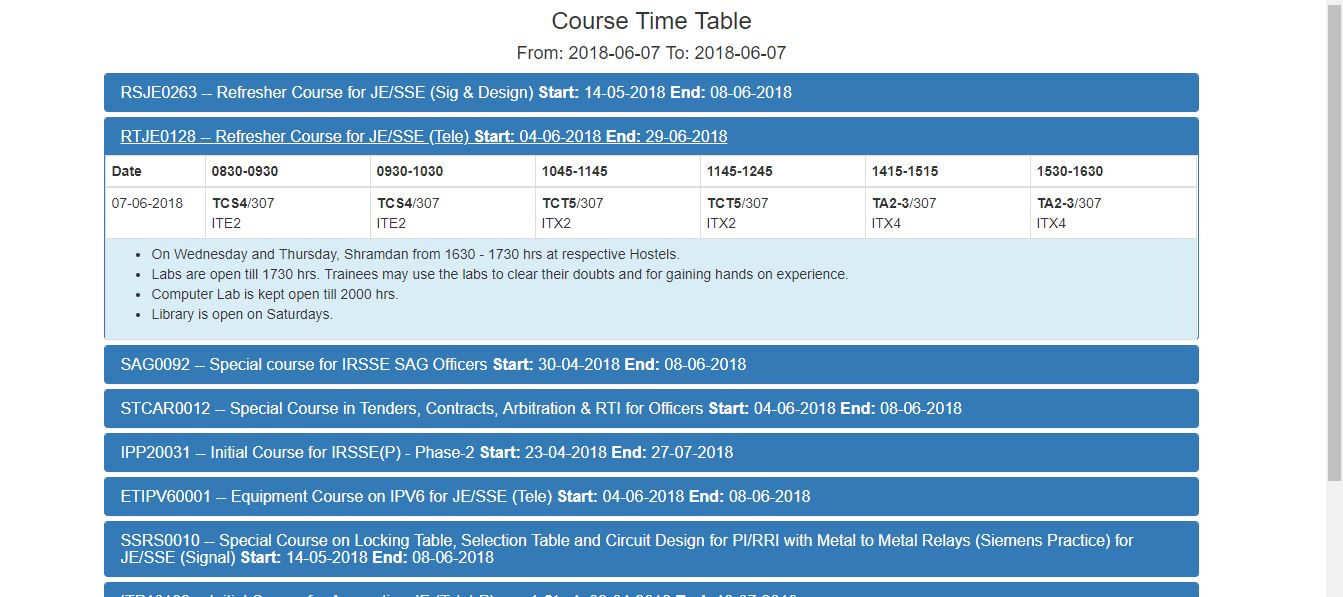 Course Time Table
From: 2018-06-07 To: 2018-06-07
RSJE0263 -- Refresher Course for JE/SSE (Sig & Design) Start: 14-05-2018 End: 08-06-2018
RTJE0128 -- Refresher Course for JE/SSE (Tele) Start: 04-06-2018 End: 29-06-2018
Date 0830-0930 0930-1030 1045-1145 1145-1245 1415-1515 1530-1630
07-06-2018 TCS4/307 TCS4/307 TCT5/307 TCT5/307 TA2-3/307 TA2-3/307
ITE2 ITE2 ITX2 ITX2 ITX4 ITX4
• On Wednesday and Thursday, Shramdan from 1630 - 1730 hrs at respective Hostels.
• Labs are open till 1730 hrs. Trainees may use the labs to clear their doubts and for gaining hands on experience.
• Computer Lab is kept open till 2000 hrs.
• Library is open on Saturdays.
SAG0092 -- Special course for IRSSE SAG Officers Start: 30-04-2018 End: 08-06-2018
STCAR0012 -- Special Course in Tenders, Contracts, Arbitration & RTI for Officers Start: 04-06-2018 End: 08-06-2018
IPP20031 -- Initial Course for IRSSE(P) - Phase-2 Start: 23-04-2018 End: 27-07-2018
ETIPV60001 -- Equipment Course on IPV6 for JE/SSE (Tele) Start: 04-06-2018 End: 08-06-2018
SSRS0010 -- Special Course on Locking Table, Selection Table and Circuit Design for PI/RRI with Metal to Metal Relays (Siemens Practice) for
JE/SSE (Signal) Start: 14-05-2018 End: 08-06-2018